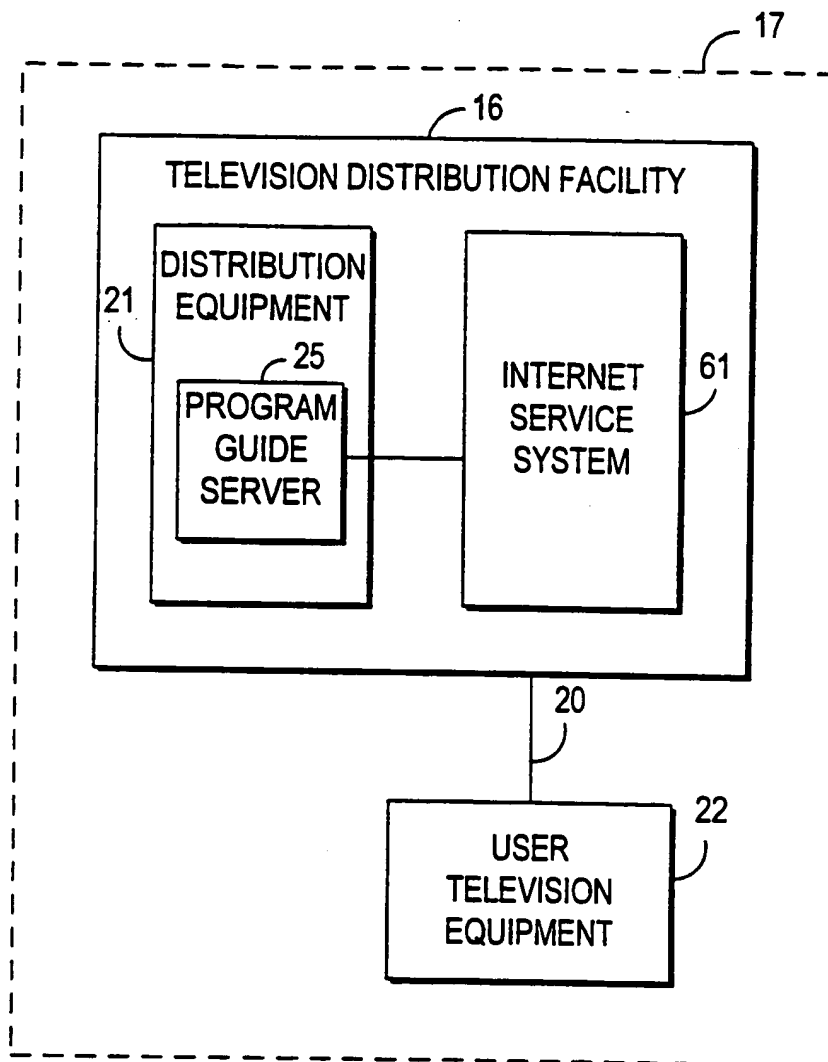 17
16
TELEVISION DISTRIBUTION FACILITY
DISTRIBUTION
EQUIPMENT
21
25
PROGRAM
GUIDE
SERVER
INTERNET
SERVICE
SYSTEM
61
20
22
USER
TELEVISION
EQUIPMENT